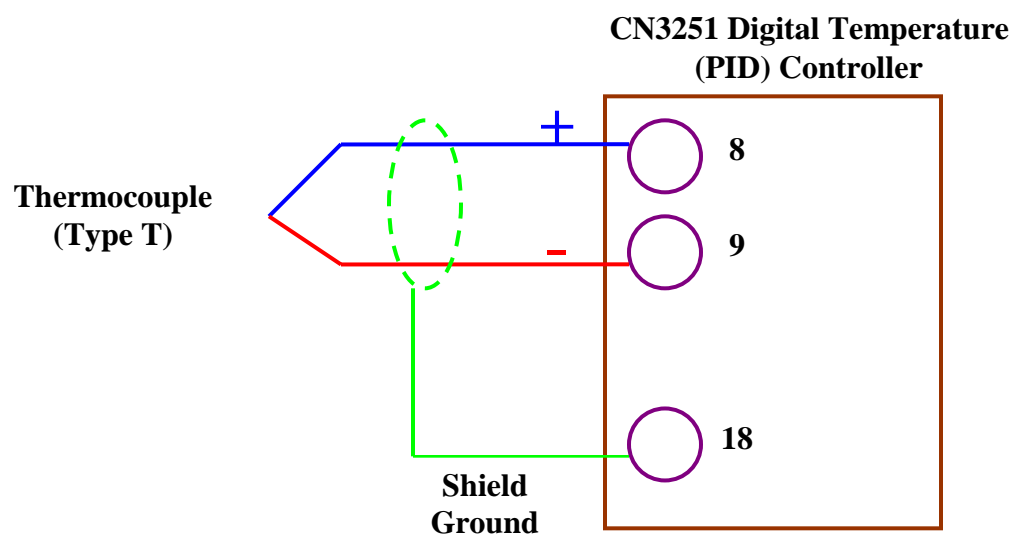 CN3251 Digital Temperature
(PID) Controller
+
8
Thermocouple
(Type T)
-
9
18
Shield
Ground